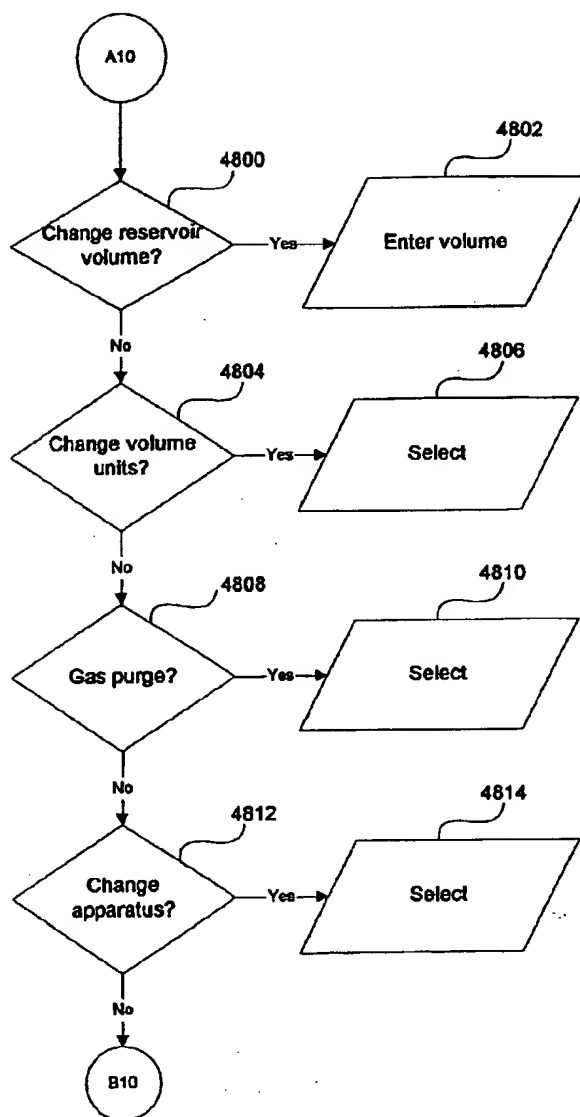 A10
4800
4802
Change reservoir
volume?
Yes
Enter volume
No
4804
4806
Change volume
units?
Yes
Select
No
4808
4810
Gas purge?
Yes
Select
No
4812
4814
Change
apparatus?
Yes
Select
No
B10